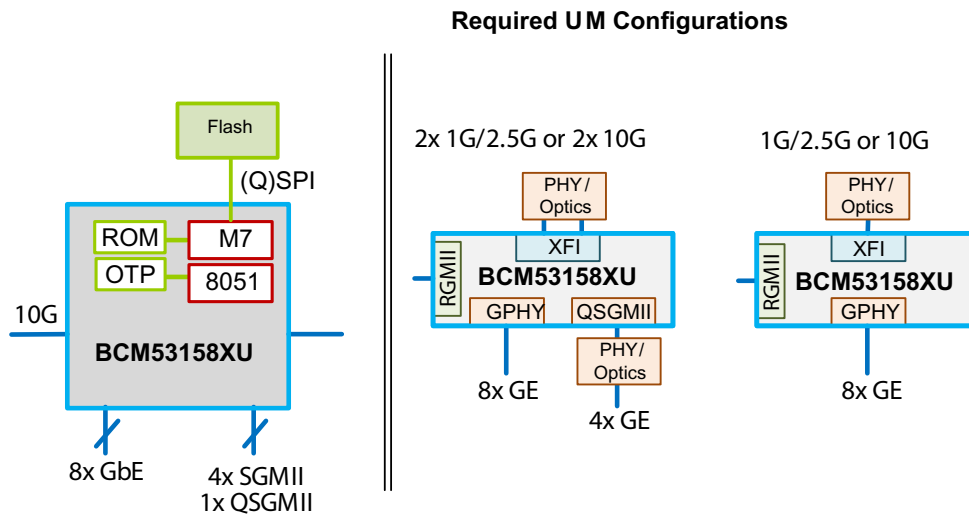 Required UM Configurations
Flash
(Q)SPI
ROM
M7
OTP
8051
10G
BCM53158XU
8x GbE
4x SGMII
1x QSGMII
2x 1G/2.5G or 2x 10G
PHY/
Optics
XFI
RGMII
BCM53158XU
GPHY
QSGMII
PHY/
Optics
8x GE
4x GE
1G/2.5G or 10G
PHY/
Optics
XFI
RGMII
BCM53158XU
GPHY
8x GE